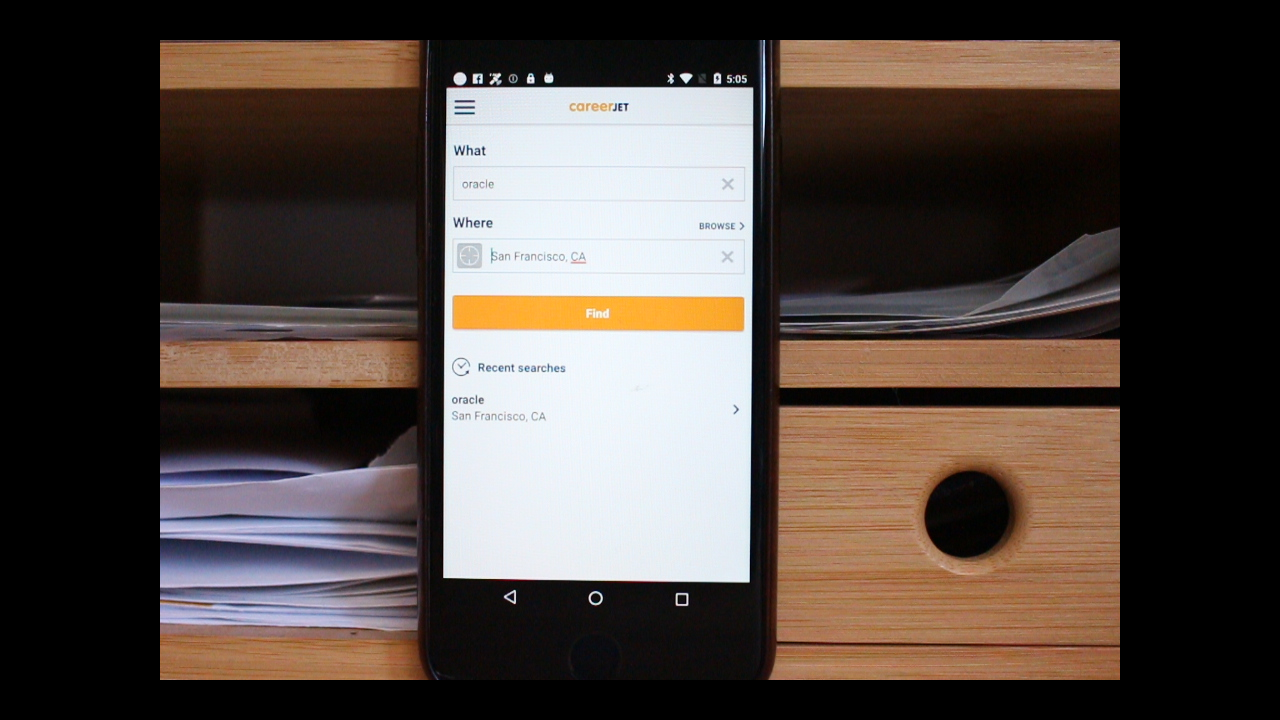 5:05
careerJET
What
oracle
Where
BROWSE
San Francisco, CA
Find
Recent searches
oracle
San Francisco, CA